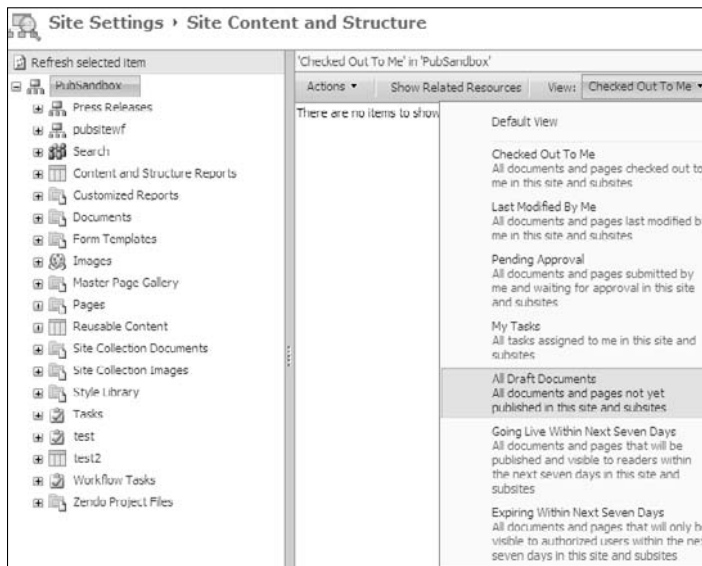 Site Settings › Site Content and Structure
Refresh selected item
PubSandbox
Press Releases
pubsitewf
Search
Content and Structure Reports
Customized Reports
Documents
Form Templates
Images
Master Page Gallery
Pages
Reusable Content
Site Collection Documents
Site Collection Images
Style Library
Tasks
test
test2
Workflow Tasks
Zendo Project Files
'Checked Out To Me' in 'PubSandbox'
Actions Show Related Resources View: Checked Out To Me
There are no items to show
Default View
Checked Out To Me
All documents and pages checked out to
me in this site and subsites
Last Modified By Me
All documents and pages last modified b
me in this site and subsites
Pending Approval
All documents and pages submitted by
me and waiting for approval in this site
and subsites
My Tasks
All tasks assigned to me in this site and
subsites
All Draft Documents
All documents and pages not yet
published in this site and subsites
Going Live Within Next Seven Days
All documents and pages that will be
published and visible to readers within
the next seven days in this site and
subsites
Expiring Within Next Seven Days
All documents and pages that will only b
visible to authorized users within the ne
seven days in this site and subsites